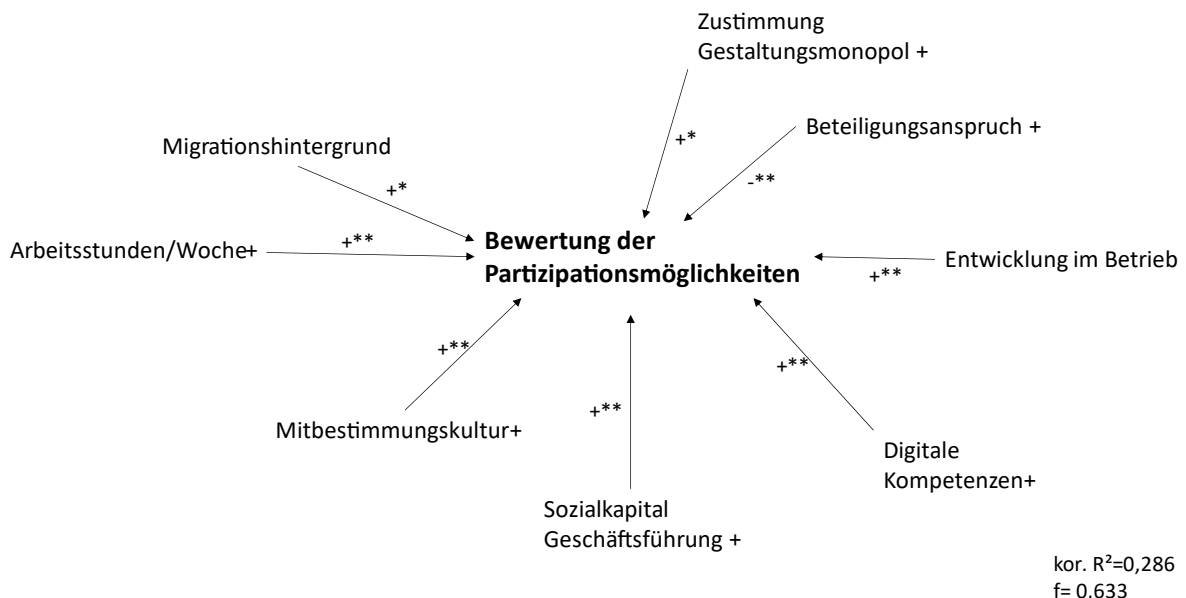 Zustimmung
Gestaltungsmonopol +
Beteiligungsanspruch +
+*
Migrationshintergrund
-**
+*
Bewertung der
Partizipationsmöglichkeiten
Arbeitsstunden/Woche+
+**
Entwicklung im Betrieb
+**
+**
+**
+**
Mitbestimmungskultur+
Digitale
Kompetenzen+
Sozialkapital
Geschäftsführung +
kor. R²=0,286
f= 0,633